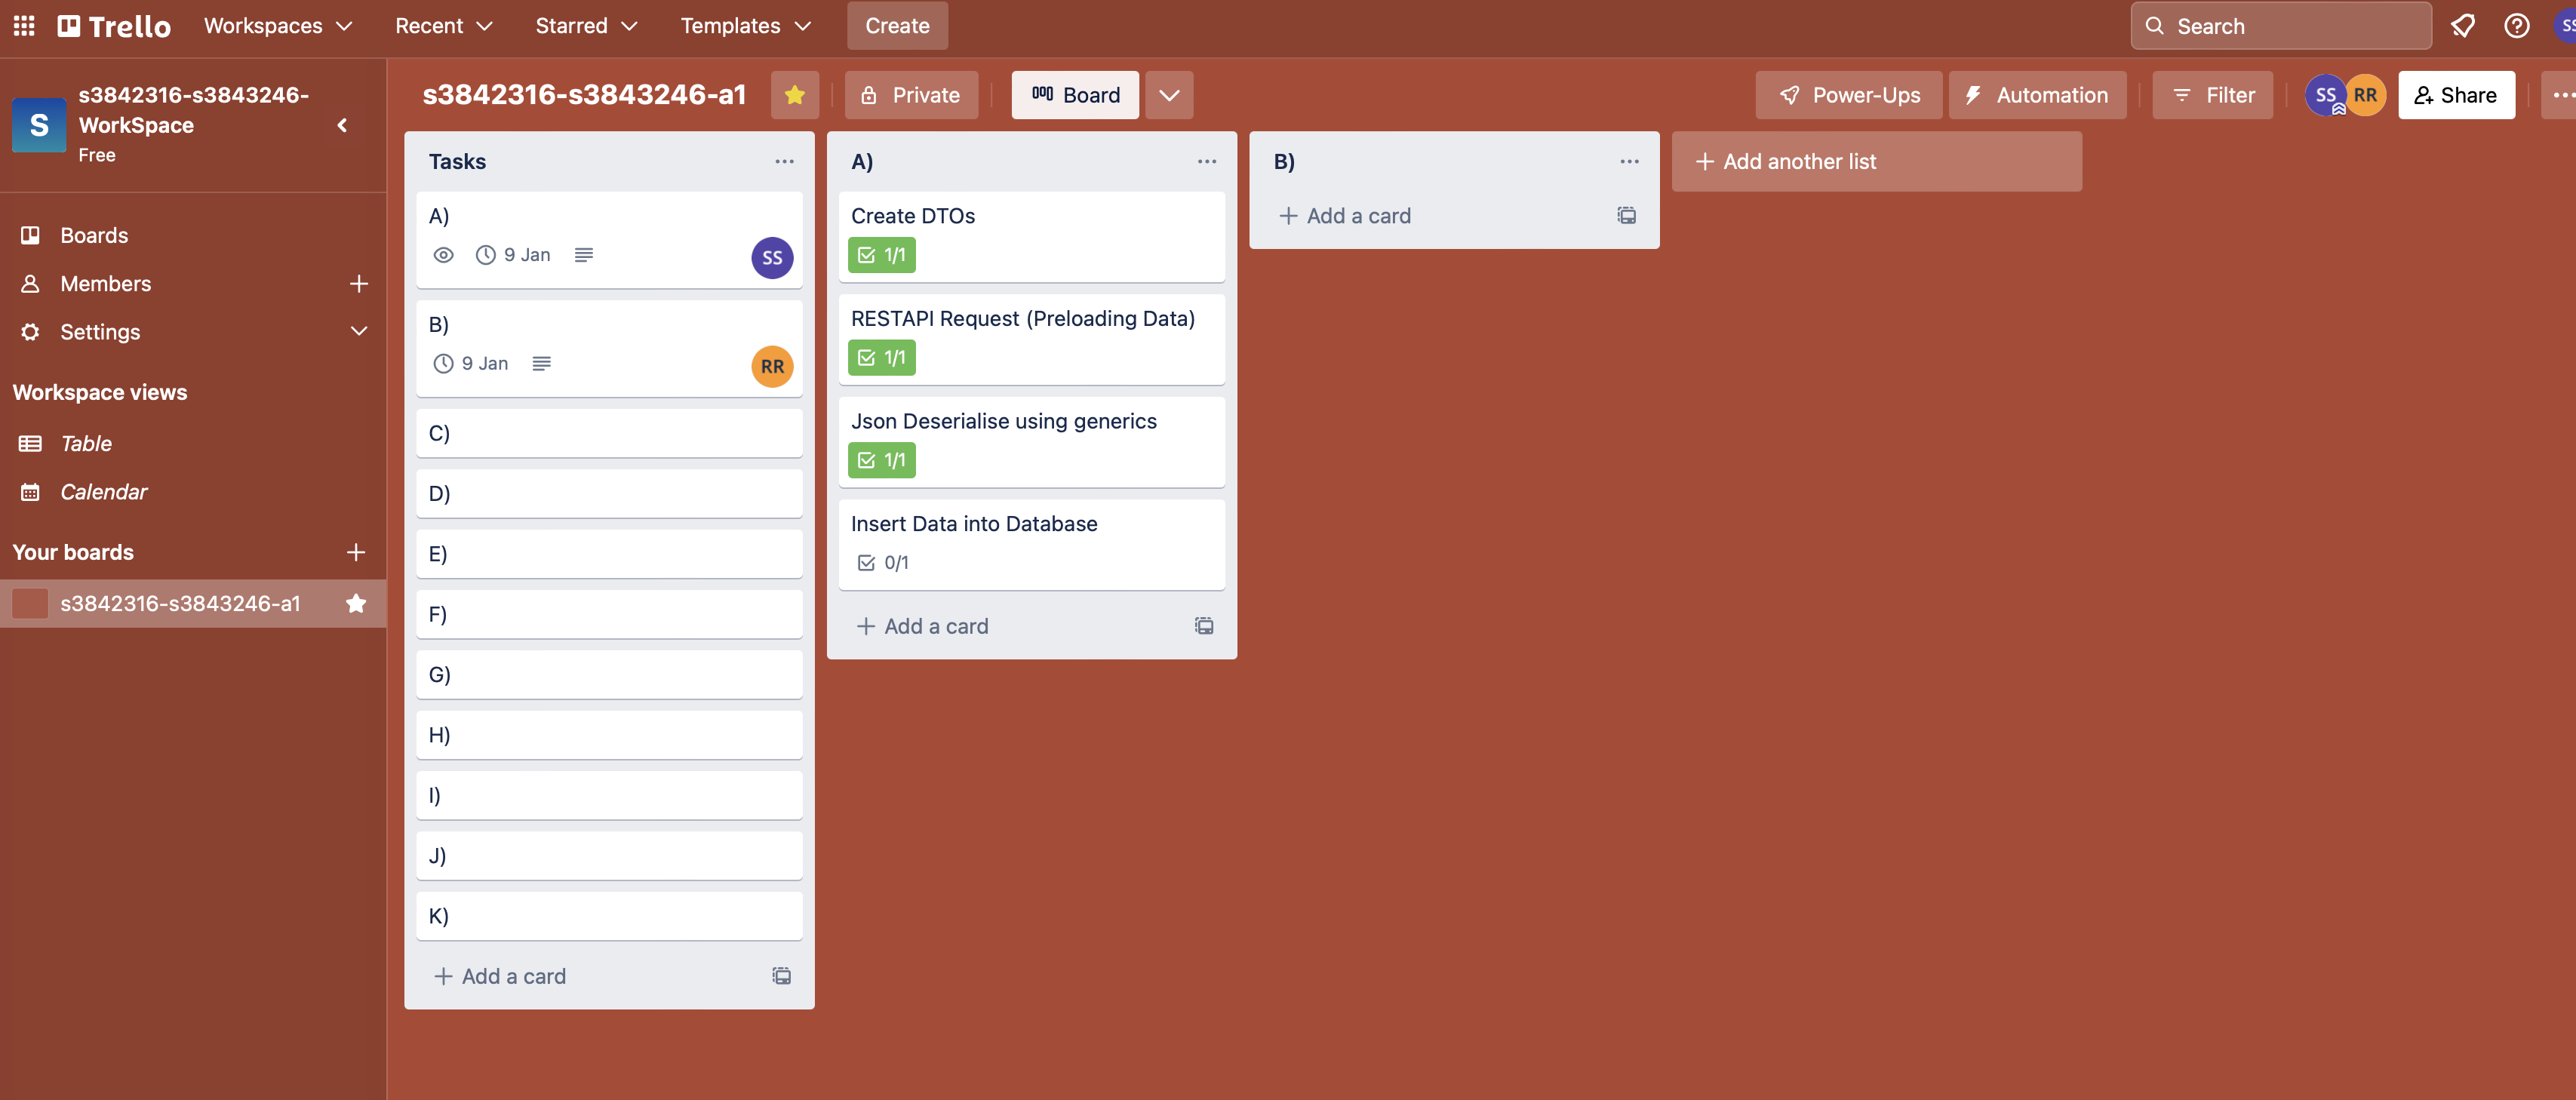 Trello
Workspaces
Recent
Starred
Templates
Create
Search
SS
S
s3842316-s3843246-
WorkSpace
Free
Boards
Members
Settings
Workspace views
Table
Calendar
Your boards
s3842316-s3843246-a1
s3842316-s3843246-a1
Private
Board
Power-Ups
Automation
Filter
SS
RR
Share
Tasks
A)
9 Jan
SS
B)
9 Jan
RR
C)
D)
E)
F)
G)
H)
I)
J)
K)
+ Add a card
A)
Create DTOs
1/1
RESTAPI Request (Preloading Data)
1/1
Json Deserialise using generics
1/1
Insert Data into Database
0/1
+ Add a card
B)
+ Add a card
+ Add another list